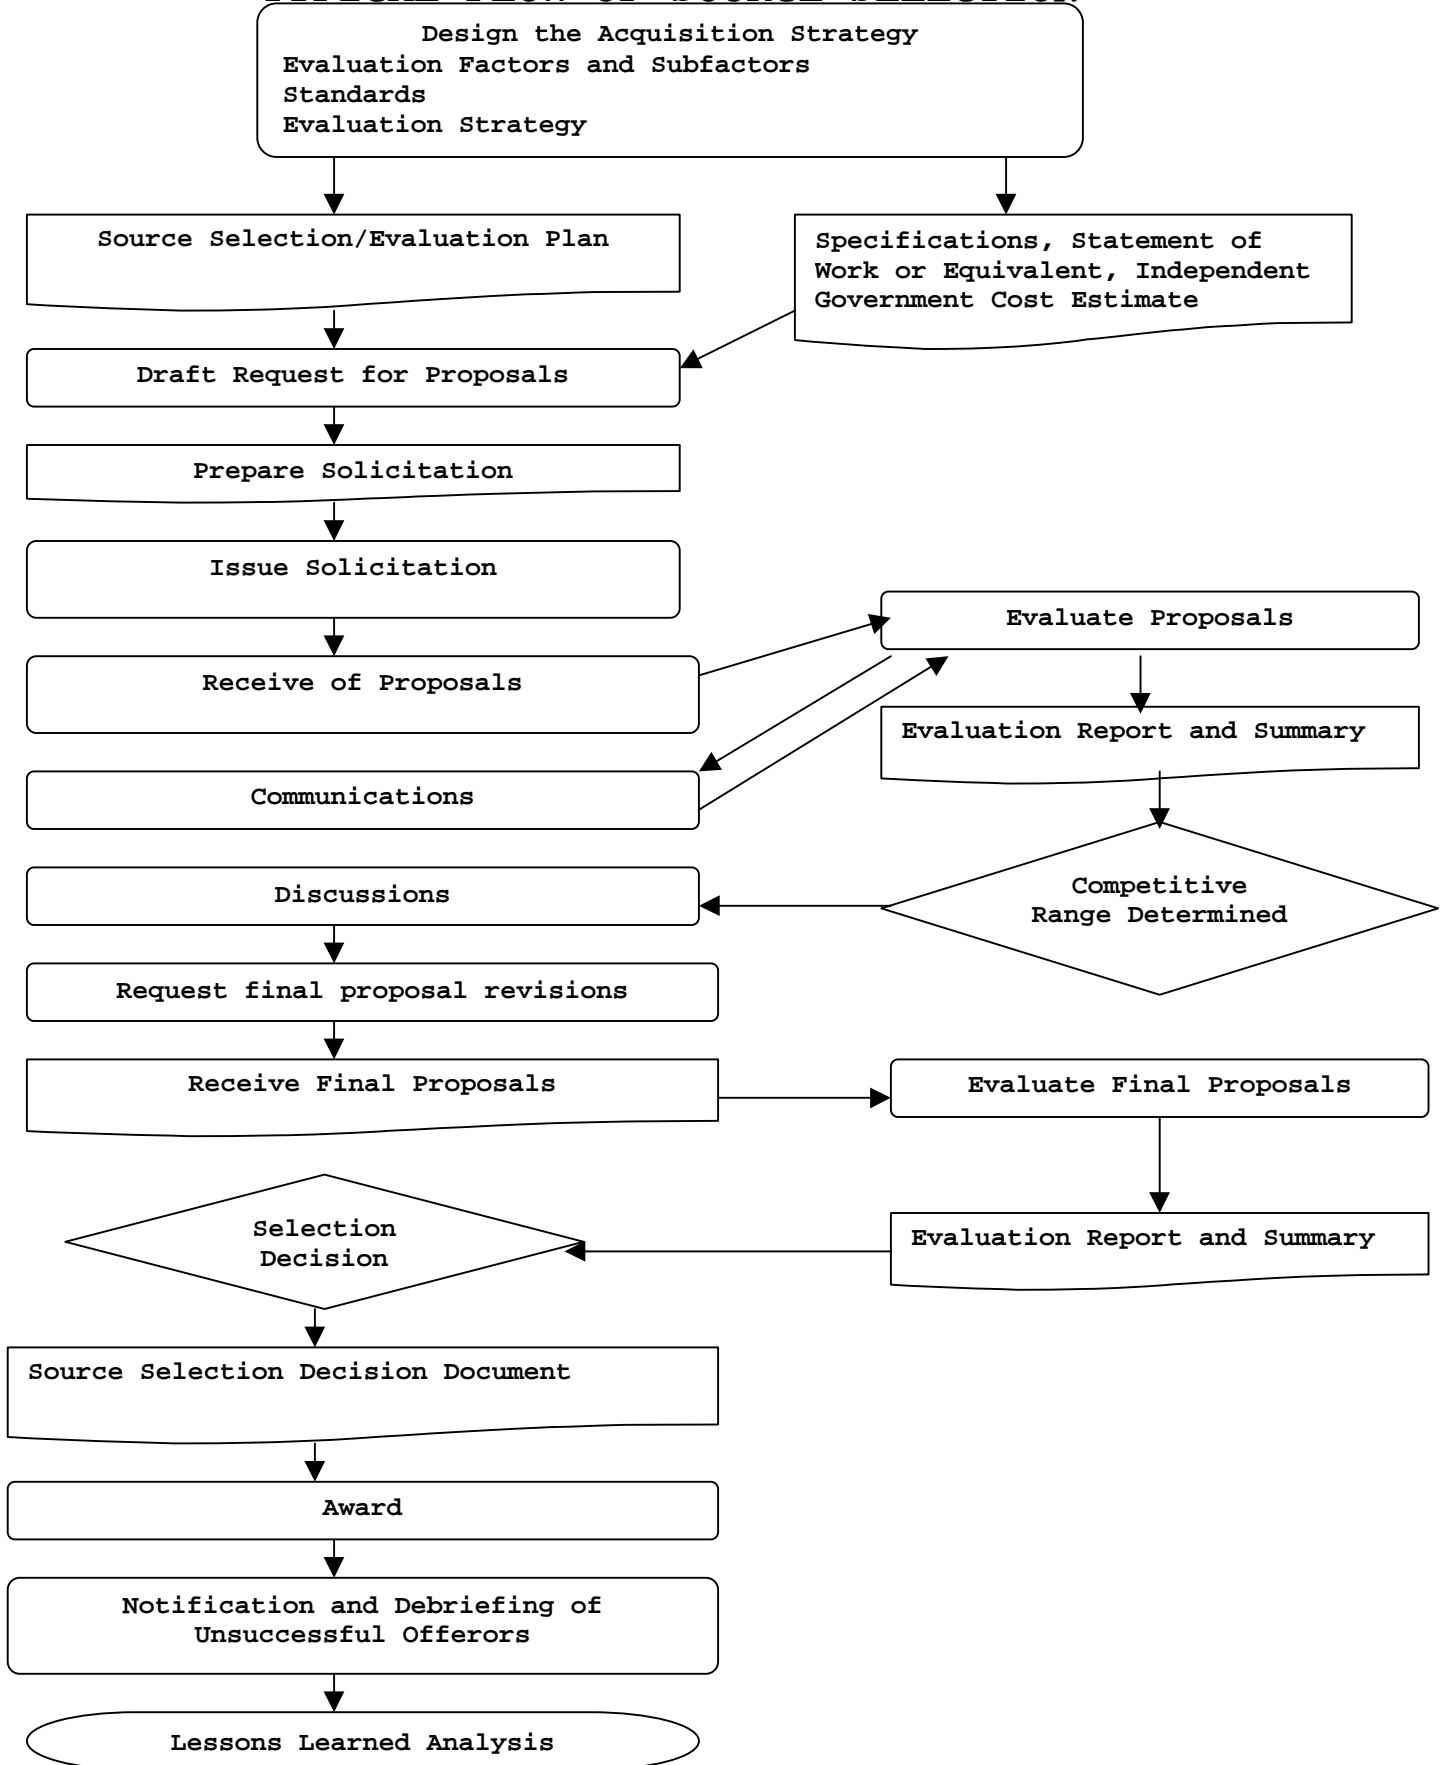 Design the Acquisition Strategy
Evaluation Factors and Subfactors
Standards
Evaluation Strategy
Source Selection/Evaluation Plan
Specifications, Statement of
Work or Equivalent, Independent
Government Cost Estimate
Draft Request for Proposals
Prepare Solicitation
Issue Solicitation
Evaluate Proposals
Receive of Proposals
Evaluation Report and Summary
Communications
Competitive
Range Determined
Discussions
Request final proposal revisions
Receive Final Proposals
Evaluate Final Proposals
Selection
Decision
Evaluation Report and Summary
Source Selection Decision Document
Award
Notification and Debriefing of
Unsuccessful Offerors
Lessons Learned Analysis